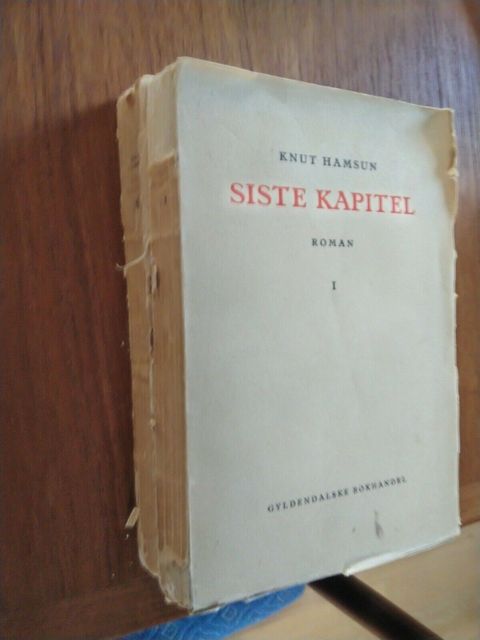 KNUT HAMSUN
SISTE KAPITEL
ROMAN
I
GYLDENDALSKE BOKHANDEL